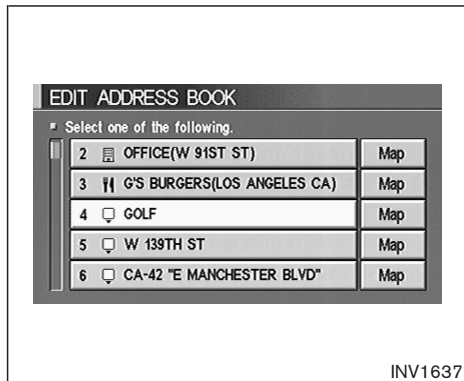 EDIT ADDRESS BOOK
Select one of the following.
2 OFFICE(W 91ST ST) Map
3 G'S BURGERS(LOS ANGELES CA) Map
4 GOLF Map
5 W 139TH ST Map
6 CA-42 "E MANCHESTER BLVD" Map
INV1637